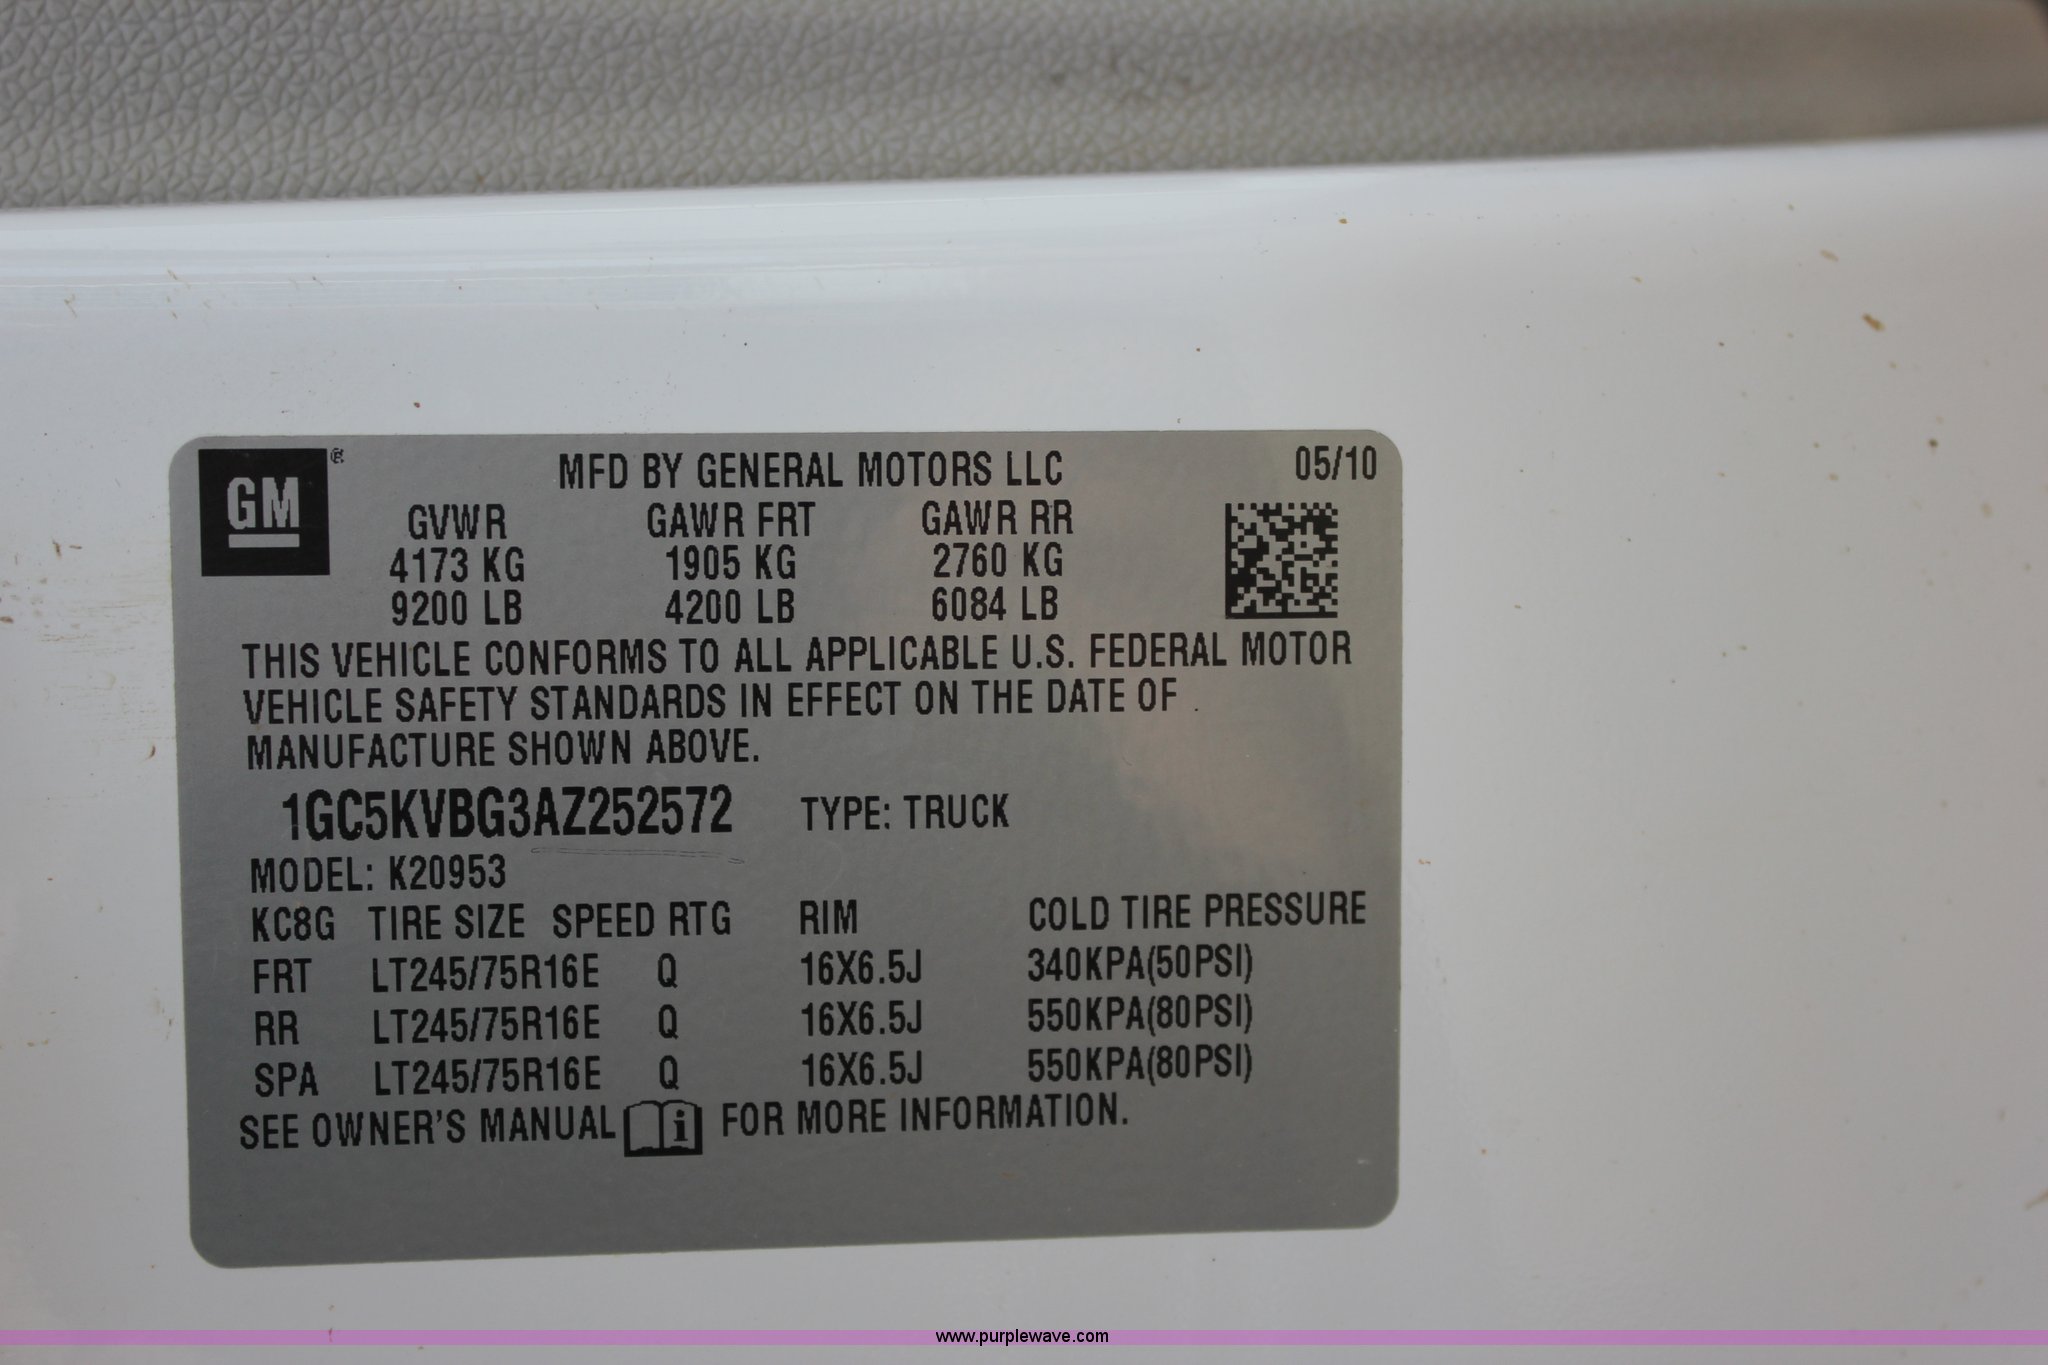 GM ®
MFD BY GENERAL MOTORS LLC 05/10
GVWR GAWR FRT GAWR RR
4173 KG 1905 KG 2760 KG
9200 LB 4200 LB 6084 LB
THIS VEHICLE CONFORMS TO ALL APPLICABLE U.S. FEDERAL MOTOR
VEHICLE SAFETY STANDARDS IN EFFECT ON THE DATE OF
MANUFACTURE SHOWN ABOVE.
1GC5KVBG3AZ252572 TYPE: TRUCK
MODEL: K20953
KC8G TIRE SIZE SPEED RTG RIM COLD TIRE PRESSURE
FRT LT245/75R16E Q 16X6.5J 340KPA(50PSI)
RR LT245/75R16E Q 16X6.5J 550KPA(80PSI)
SPA LT245/75R16E Q 16X6.5J 550KPA(80PSI)
SEE OWNER'S MANUAL i FOR MORE INFORMATION.
www.purplewave.com